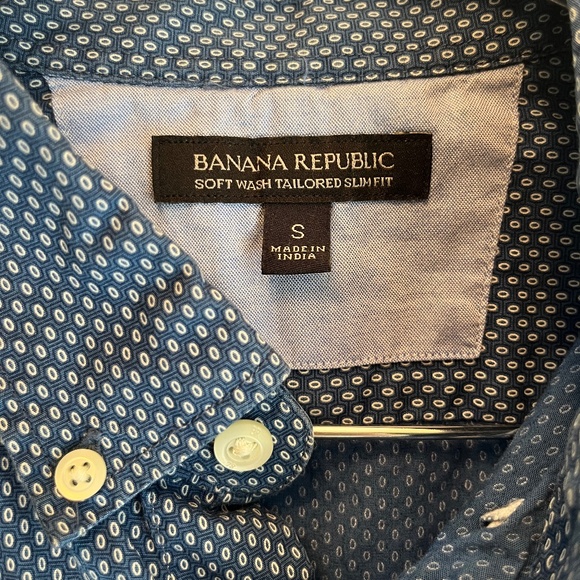 BANANA REPUBLIC
SOFT WASH TAILORED SLIM FIT
S
MADE IN
INDIA